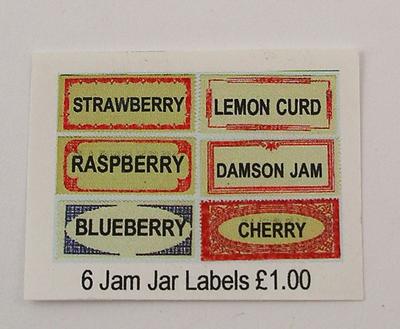 STRAWBERRY
LEMON CURD
RASPBERRY
DAMSON JAM
BLUEBERRY
CHERRY
6 Jam Jar Labels £1.00